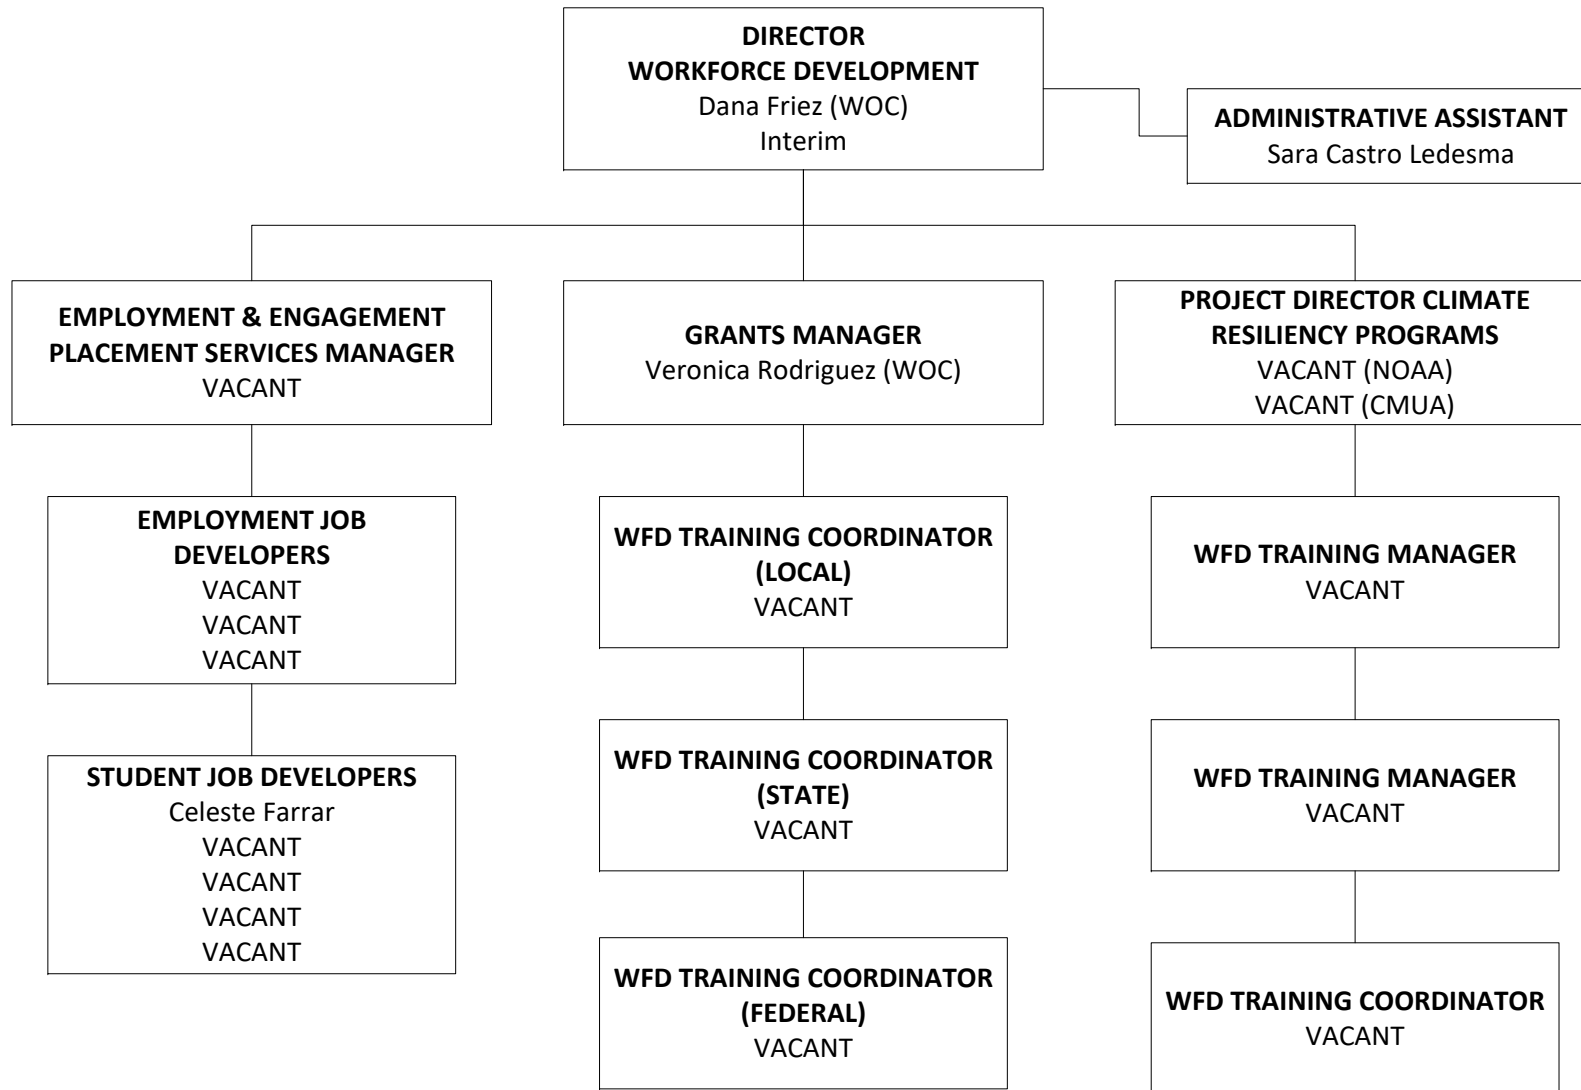 DIRECTOR
WORKFORCE DEVELOPMENT
Dana Friez (WOC)
Interim
ADMINISTRATIVE ASSISTANT
Sara Castro Ledesma
EMPLOYMENT & ENGAGEMENT
PLACEMENT SERVICES MANAGER
VACANT
GRANTS MANAGER
Veronica Rodriguez (WOC)
PROJECT DIRECTOR CLIMATE
RESILIENCY PROGRAMS
VACANT (NOAA)
VACANT (CMUA)
EMPLOYMENT JOB
DEVELOPERS
VACANT
VACANT
VACANT
WFD TRAINING COORDINATOR
(LOCAL)
VACANT
WFD TRAINING MANAGER
VACANT
STUDENT JOB DEVELOPERS
Celeste Farrar
VACANT
VACANT
VACANT
VACANT
WFD TRAINING COORDINATOR
(STATE)
VACANT
WFD TRAINING MANAGER
VACANT
WFD TRAINING COORDINATOR
(FEDERAL)
VACANT
WFD TRAINING COORDINATOR
VACANT